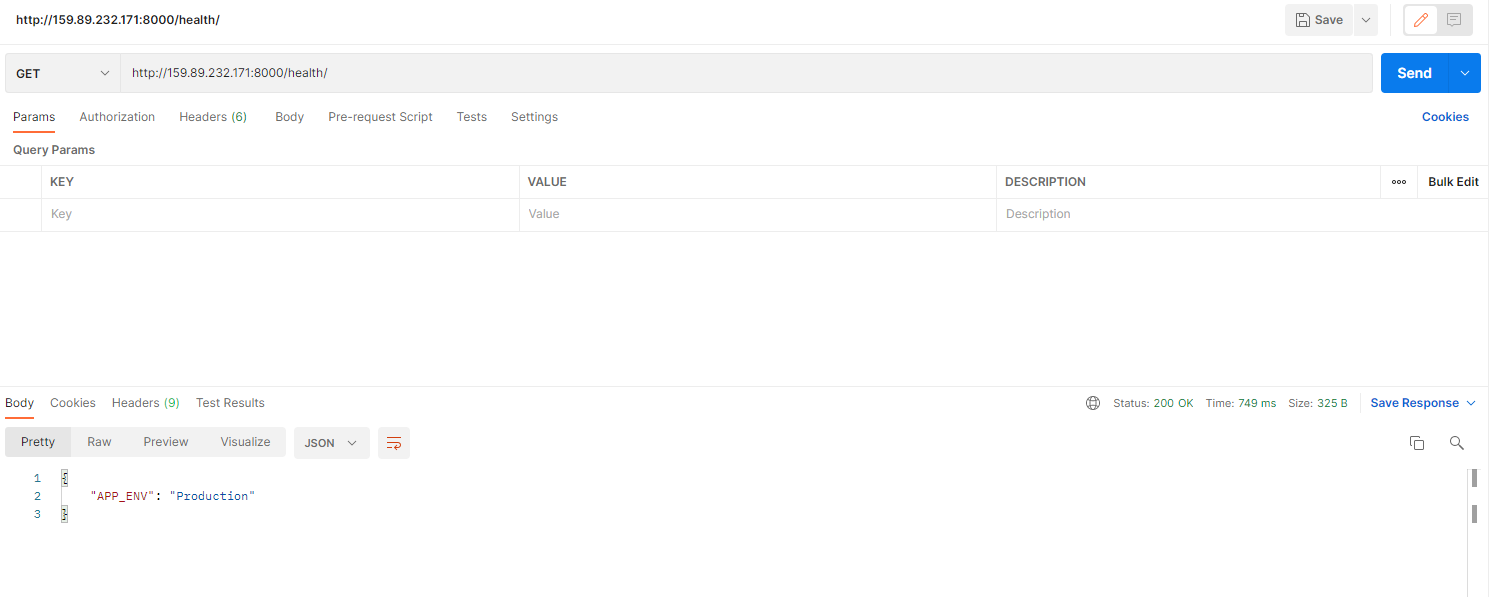 http://159.89.232.171:8000/health/
Save
GET
http://159.89.232.171:8000/health/
Send
Params Authorization Headers (6) Body Pre-request Script Tests Settings Cookies
Query Params
KEY VALUE DESCRIPTION Bulk Edit
Key Value Description
Body Cookies Headers (9) Test Results Status: 200 OK Time: 749 ms Size: 325 B Save Response
Pretty Raw Preview Visualize JSON
1 {
2 "APP_ENV": "Production"
3 }